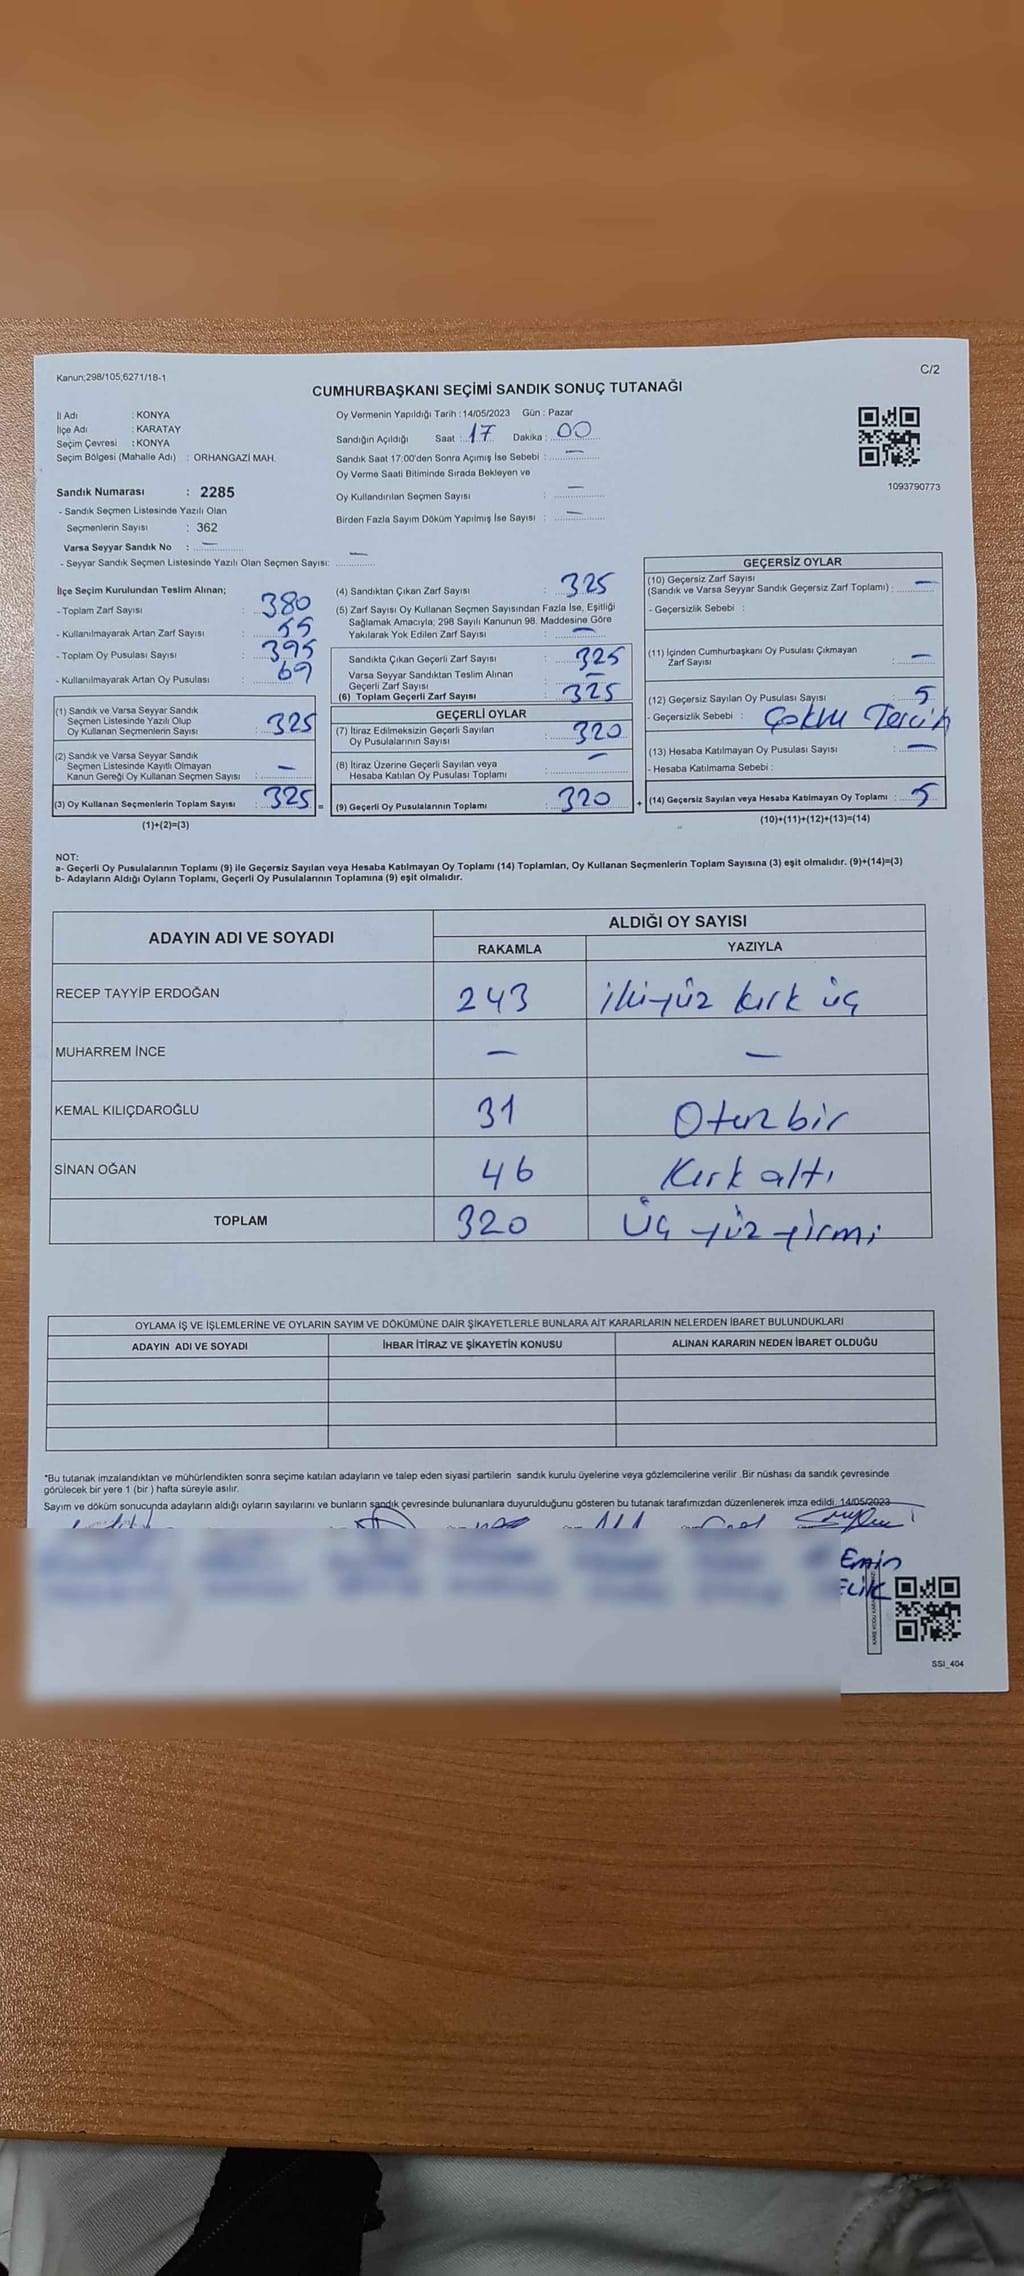 Kanun;298/105;6271/18-1
C/2
CUMHURBAŞKANI SEÇİMİ SANDIK SONUÇ TUTANAĞI
İl Adı : KONYA
İlçe Adı : KARATAY
Seçim Çevresi : KONYA
Seçim Bölgesi (Mahalle Adı) : ORHANGAZİ MAH.
Sandık Numarası : 2285
- Sandık Seçmen Listesinde Yazılı Olan
Seçmenlerin Sayısı : 362
Varsa Seyyar Sandık No : —
- Seyyar Sandık Seçmen Listesinde Yazılı Olan Seçmen Sayısı: —
Oy Vermenin Yapıldığı Tarih : 14/05/2023 Gün : Pazar
Sandığın Açıldığı Saat : 17 Dakika : 00
Sandık Saat 17:00'den Sonra Açımış İse Sebebi : —
Oy Verme Saati Bitiminde Sırada Bekleyen ve
Oy Kullandırılan Seçmen Sayısı : —
Birden Fazla Sayım Döküm Yapılmış İse Sayısı : —
1093790773
İlçe Seçim Kurulundan Teslim Alınan;
- Toplam Zarf Sayısı : 380
- Kullanılmayarak Artan Zarf Sayısı : 55
- Toplam Oy Pusulası Sayısı : 395
- Kullanılmayarak Artan Oy Pusulası : 69
(1) Sandık ve Varsa Seyyar Sandık
Seçmen Listesinde Yazılı Olup
Oy Kullanan Seçmenlerin Sayısı : 325
(2) Sandık ve Varsa Seyyar Sandık
Seçmen Listesinde Kayıtlı Olmayan
Kanun Gereği Oy Kullanan Seçmen Sayısı : —
(3) Oy Kullanan Seçmenlerin Toplam Sayısı : 325 =
(1)+(2)=(3)
(4) Sandıktan Çıkan Zarf Sayısı : 325
(5) Zarf Sayısı Oy Kullanan Seçmen Sayısından Fazla İse, Eşitliği
Sağlamak Amacıyla; 298 Sayılı Kanunun 98. Maddesine Göre
Yakılarak Yok Edilen Zarf Sayısı : —
Sandıkta Çıkan Geçerli Zarf Sayısı : 325
Varsa Seyyar Sandıktan Teslim Alınan
Geçerli Zarf Sayısı : —
(6) Toplam Geçerli Zarf Sayısı : 325
GEÇERLİ OYLAR
(7) İtiraz Edilmeksizin Geçerli Sayılan
Oy Pusulalarının Sayısı : 320
(8) İtiraz Üzerine Geçerli Sayılan veya
Hesaba Katılan Oy Pusulası Toplamı : —
(9) Geçerli Oy Pusulalarının Toplamı : 320 +
GEÇERSİZ OYLAR
(10) Geçersiz Zarf Sayısı
(Sandık ve Varsa Seyyar Sandık Geçersiz Zarf Toplamı) : —
- Geçersizlik Sebebi :
(11) İçinden Cumhurbaşkanı Oy Pusulası Çıkmayan
Zarf Sayısı : —
(12) Geçersiz Sayılan Oy Pusulası Sayısı : 5
- Geçersizlik Sebebi : Çoklu Tercih
(13) Hesaba Katılmayan Oy Pusulası Sayısı : —
- Hesaba Katılmama Sebebi :
(14) Geçersiz Sayılan veya Hesaba Katılmayan Oy Toplamı : 5
(10)+(11)+(12)+(13)=(14)
NOT:
a- Geçerli Oy Pusulalarının Toplamı (9) ile Geçersiz Sayılan veya Hesaba Katılmayan Oy Toplamı (14) Toplamları, Oy Kullanan Seçmenlerin Toplam Sayısına (3) eşit olmalıdır. (9)+(14)=(3)
b- Adayların Aldığı Oyların Toplamı, Geçerli Oy Pusulalarının Toplamına (9) eşit olmalıdır.
ADAYIN ADI VE SOYADI
ALDIĞI OY SAYISI
RAKAMLA YAZIYLA
RECEP TAYYİP ERDOĞAN 243 ikiyüz kırk üç
MUHARREM İNCE — —
KEMAL KILIÇDAROĞLU 31 Otuz bir
SİNAN OĞAN 46 Kırk altı
TOPLAM 320 Üç yüz yirmi
OYLAMA İŞ VE İŞLEMLERİNE VE OYLARIN SAYIM VE DÖKÜMÜNE DAİR ŞİKAYETLERLE BUNLARA AİT KARARLARIN NELERDEN İBARET BULUNDUKLARI
ADAYIN ADI VE SOYADI İHBAR İTİRAZ VE ŞİKAYETİN KONUSU ALINAN KARARIN NEDEN İBARET OLDUĞU
*Bu tutanak imzalandıktan ve mühürlendikten sonra seçime katılan adayların ve talep eden siyasi partilerin sandık kurulu üyelerine veya gözlemcilerine verilir .Bir nüshası da sandık çevresinde
görülecek bir yere 1 (bir ) hafta süreyle asılır.
Sayım ve döküm sonucunda adayların aldığı oyların sayılarını ve bunların sandık çevresinde bulunanlara duyurulduğunu gösteren bu tutanak tarafımızdan düzenlenerek imza edildi. 14/05/2023
Emin
ELİK
SSI_404